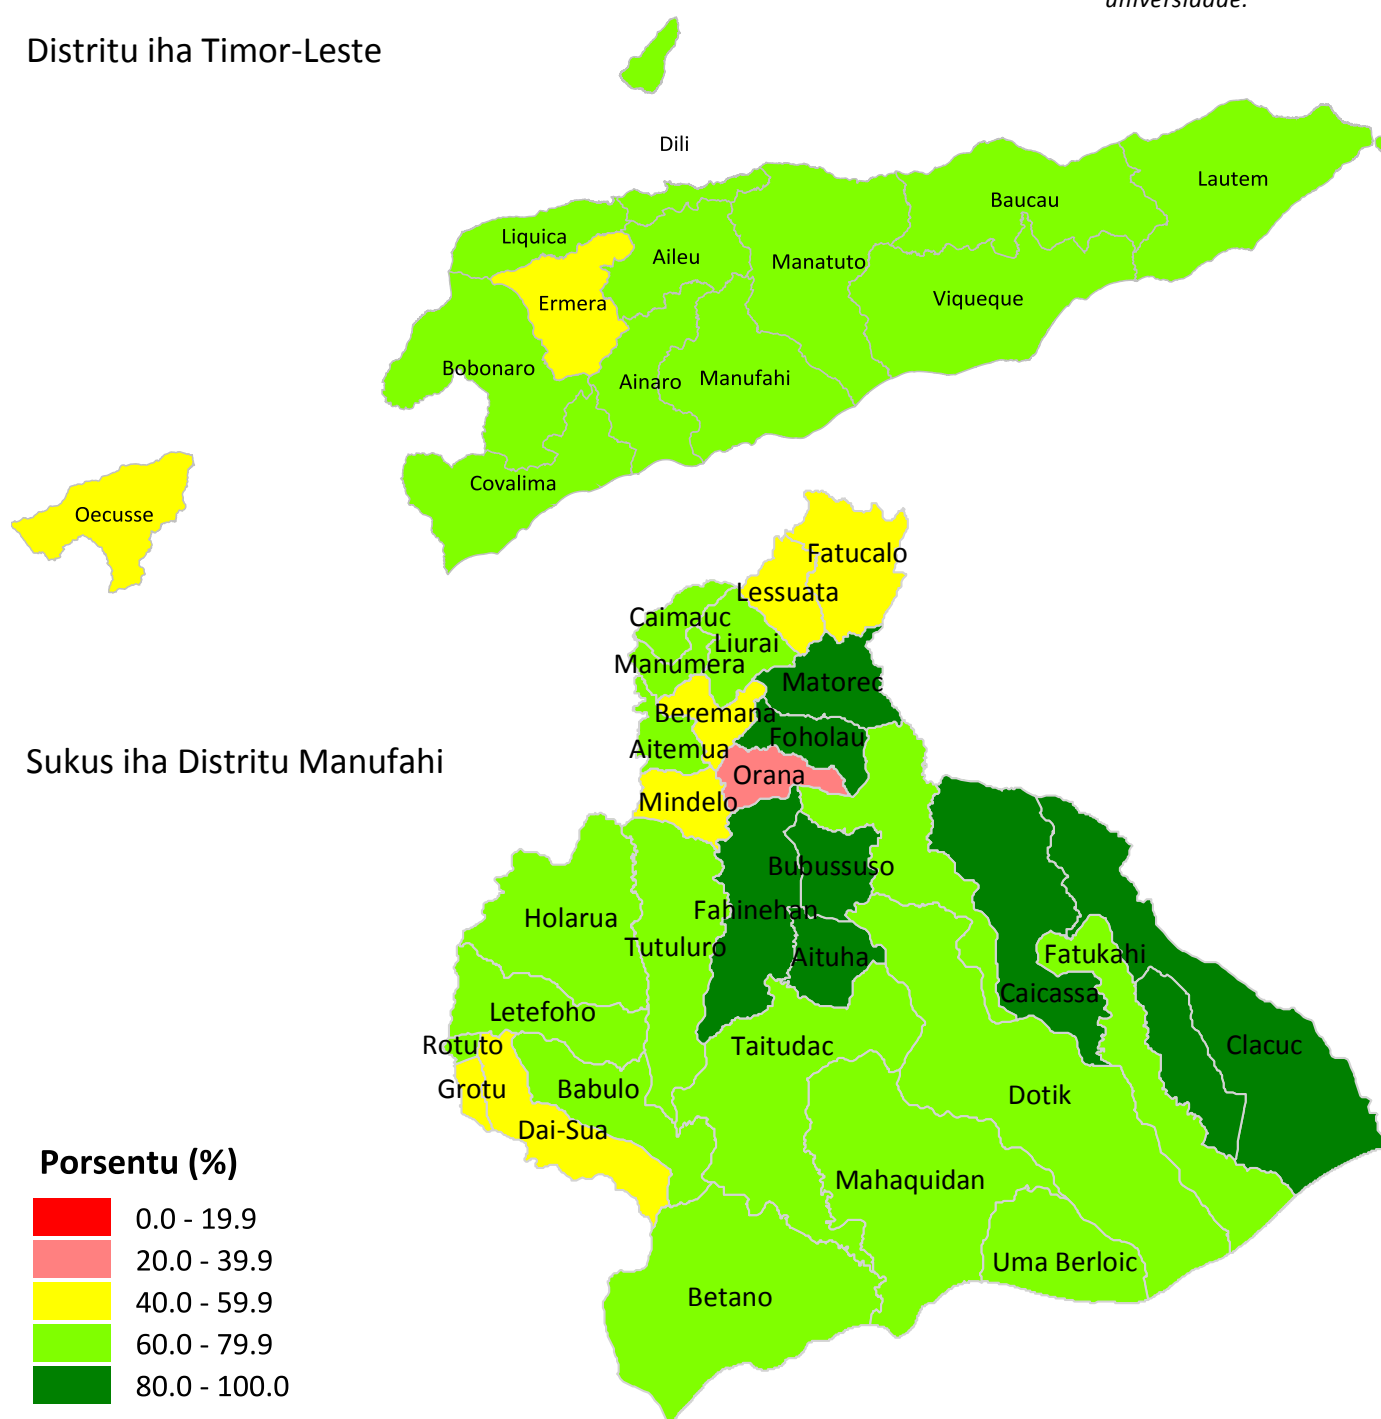 universidade.
Distritu iha Timor-Leste
Dili
Lautem
Baucau
Liquica
Aileu
Manatuto
Viqueque
Ermera
Bobonaro
Ainaro
Manufahi
Covalima
Oecusse
Fatucalo
Lessuata
Caimauc
Liurai
Manumera
Matorec
Beremana
Foholau
Aitemua
Sukus iha Distritu Manufahi
Orana
Mindelo
Bubussuso
Fahinehan
Holarua
Tutuluro
Aituha
Fatukahi
Caicassa
Letefoho
Rotuto
Taitudac
Clacuc
Grotu
Babulo
Dotik
Dai-Sua
Mahaquidan
Uma Berloic
Betano
Porsentu (%)
0.0 - 19.9
20.0 - 39.9
40.0 - 59.9
60.0 - 79.9
80.0 - 100.0